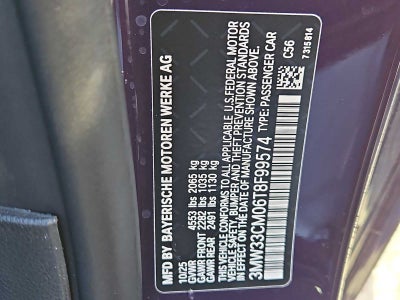 MFD BY BAYERISCHE MOTOREN WERKE AG
10/25
GVWR 4553 lbs 2065 kg
GAWR FRONT 2282 lbs 1035 kg
GAWR REAR 2491 lbs 1130 kg
THIS VEHICLE CONFORMS TO ALL APPLICABLE U.S.FEDERAL MOTOR
VEHICLE SAFETY, BUMPER, AND THEFT PREVENTION STANDARDS
IN EFFECT ON THE DATE OF MANUFACTURE SHOWN ABOVE.
3MW33CM06T8F99574 TYPE: PASSENGER CAR
C56
7 315 814